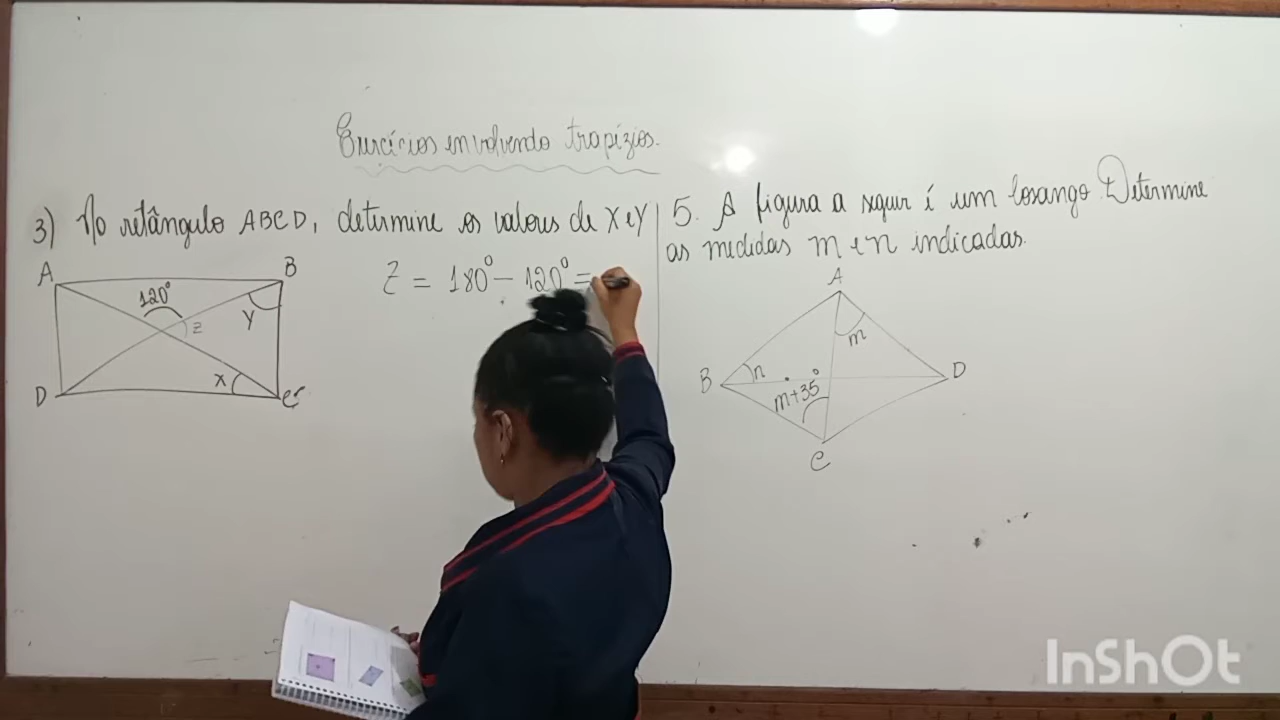 Exercícios envolvendo trapízios.
3) No retângulo ABCD, determine os valores de X e Y
Z = 180° - 120° =
A
B
120°
Z
Y
X
D
C
5. A figura a seguir é um losango. Determine
as medidas m e n indicadas.
A
m
B
n
D
m+35°
C
InShOt